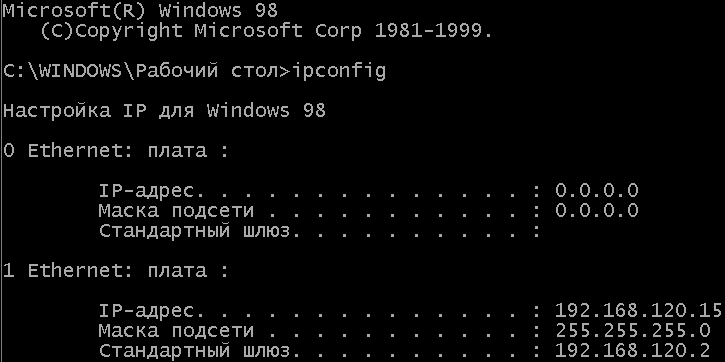 Microsoft(R) Windows 98
(C)Copyright Microsoft Corp 1981-1999.
C:\WINDOWS\Рабочий стол>ipconfig
Настройка IP для Windows 98
0 Ethernet: плата :
IP-адрес. . . . . . . . . . . . . . . : 0.0.0.0
Маска подсети . . . . . . . . . . . . : 0.0.0.0
Стандартный шлюз. . . . . . . . . . . :
1 Ethernet: плата :
IP-адрес. . . . . . . . . . . . . . . : 192.168.120.15
Маска подсети . . . . . . . . . . . . : 255.255.255.0
Стандартный шлюз. . . . . . . . . . . : 192.168.120.2